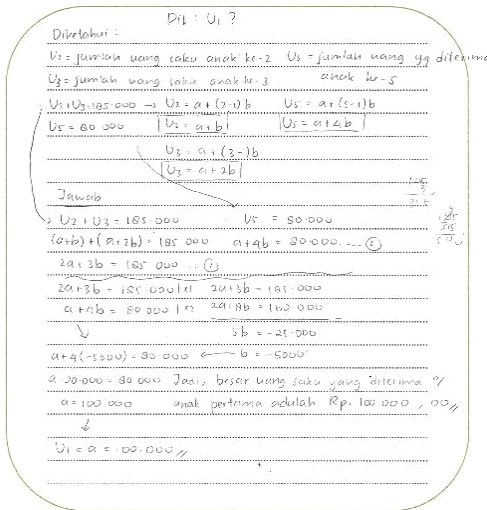 Dit : U₁ ?
Diketahui :
U₂ = jumlah uang saku anak ke-2   U₅ = jumlah uang yg diterima
U₃ = jumlah uang saku anak ke-3   anak ke-5
U₂+U₃=185.000 → U₂ = a + (2-1)b   U₅ = a+(5-1)b
U₅ = 80 000   U₂ = a+b   U₅ = a+4b
U₃ = a + (3-)b
U₃ = a+2b
Jawab
U₂ + U₃ = 185.000   U₅ = 80.000
(a+b)+(a+2b) = 185 000   a+4b = 80.000 .... ②
2a+3b = 185 000 ... ①
2a+3b = 185.000 |   2a+3b = 185.000
a+4b = 80 000 |   2a+8b = 160.000
5b = -25.000
a+4(-5000) = 80.000 ← b = -5000
a-20.000 = 80 000   Jadi, besar uang saku yang diterima
a = 100.000   anak pertama adalah Rp. 100 000 , 00 //
U₁ = a = 100.000 //